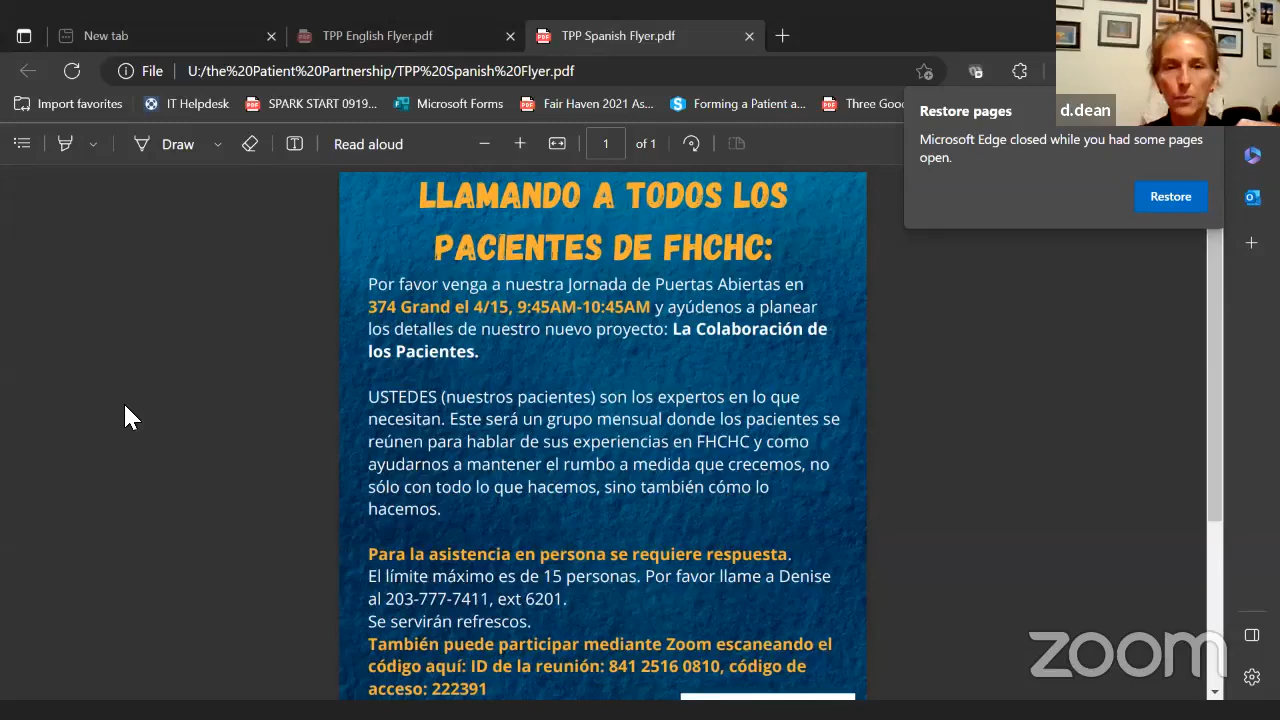 New tab
TPP English Flyer.pdf
TPP Spanish Flyer.pdf
File
U:/the%20Patient%20Partnership/TPP%20Spanish%20Flyer.pdf
Import favorites
IT Helpdesk
SPARK START 0919...
Microsoft Forms
Fair Haven 2021 As...
Forming a Patient a...
Three Goo
Draw
Read aloud
1
of 1
Restore pages
Microsoft Edge closed while you had some pages
open.
Restore
d.dean
LLAMANDO A TODOS LOS
PACIENTES DE FHCHC:
Por favor venga a nuestra Jornada de Puertas Abiertas en
374 Grand el 4/15, 9:45AM-10:45AM y ayúdenos a planear
los detalles de nuestro nuevo proyecto: La Colaboración de
los Pacientes.
USTEDES (nuestros pacientes) son los expertos en lo que
necesitan. Este será un grupo mensual donde los pacientes se
reúnen para hablar de sus experiencias en FHCHC y como
ayudarnos a mantener el rumbo a medida que crecemos, no
sólo con todo lo que hacemos, sino también cómo lo
hacemos.
Para la asistencia en persona se requiere respuesta.
El límite máximo es de 15 personas. Por favor llame a Denise
al 203-777-7411, ext 6201.
Se servirán refrescos.
También puede participar mediante Zoom escaneando el
código aquí: ID de la reunión: 841 2516 0810, código de
acceso: 222391
zoom